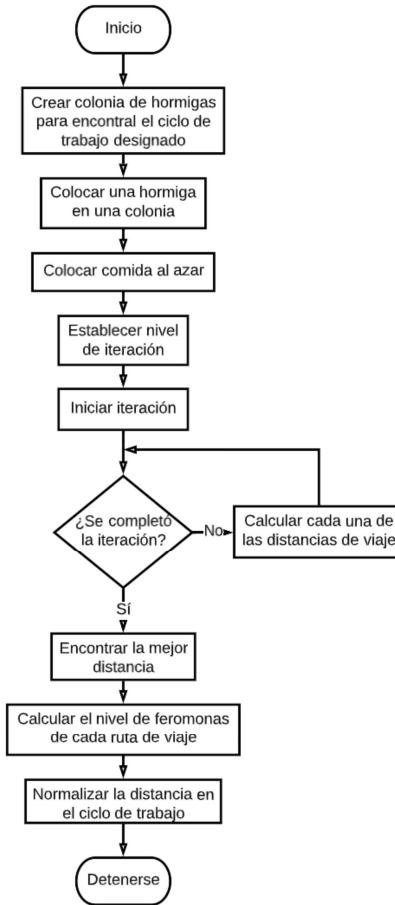 Inicio
Crear colonia de hormigas
para encontral el ciclo de
trabajo designado
Colocar una hormiga
en una colonia
Colocar comida al azar
Establecer nivel
de iteración
Iniciar iteración
¿Se completó
la iteración?
No
Calcular cada una de
las distancias de viaje
Sí
Encontrar la mejor
distancia
Calcular el nivel de feromonas
de cada ruta de viaje
Normalizar la distancia en
el ciclo de trabajo
Detenerse